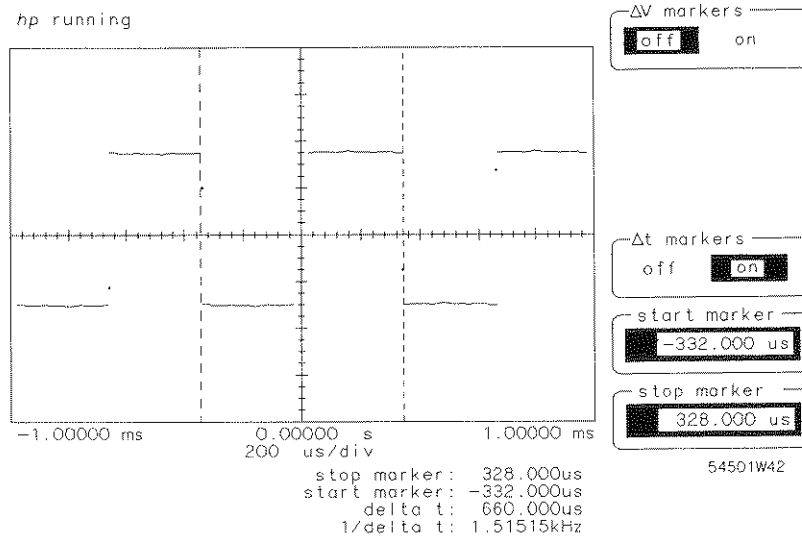 hp running
ΔV markers
off on
Δt markers
off on
start marker
-332.000 us
stop marker
328.000 us
-1.00000 ms 0.00000 s 1.00000 ms
200 us/div
54501W42
stop marker: 328.000us
start marker: -332.000us
delta t: 660.000us
1/delta t: 1.51515kHz